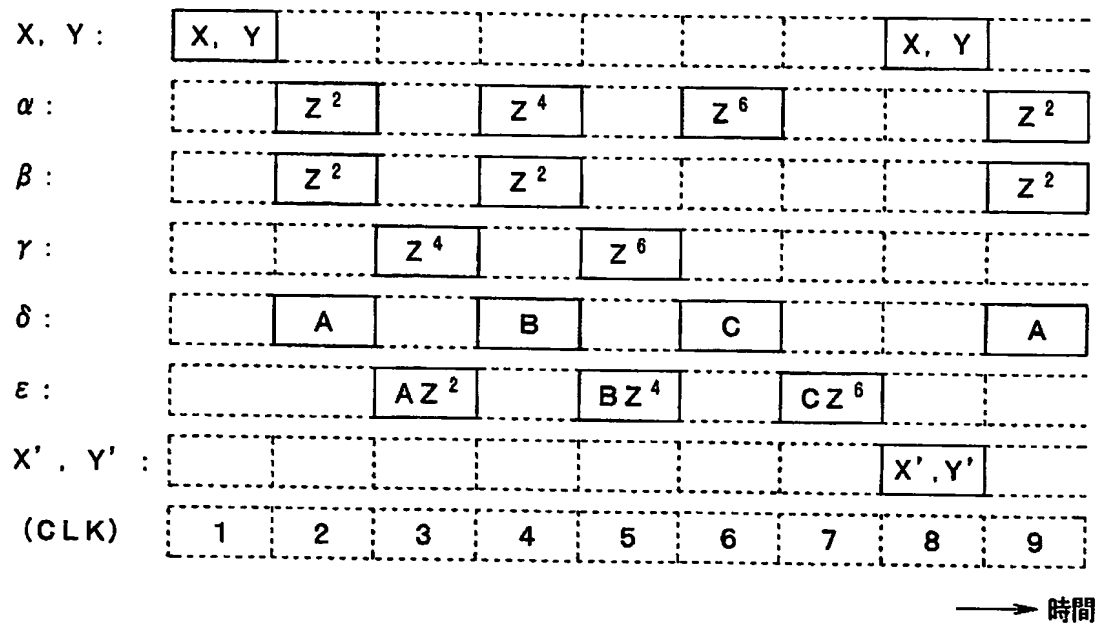 X, Y: X, Y X, Y
α: Z² Z⁴ Z⁶ Z²
β: Z² Z² Z²
γ: Z⁴ Z⁶
δ: A B C A
ε: AZ² BZ⁴ CZ⁶
X', Y': X', Y'
(CLK) 1 2 3 4 5 6 7 8 9
時間